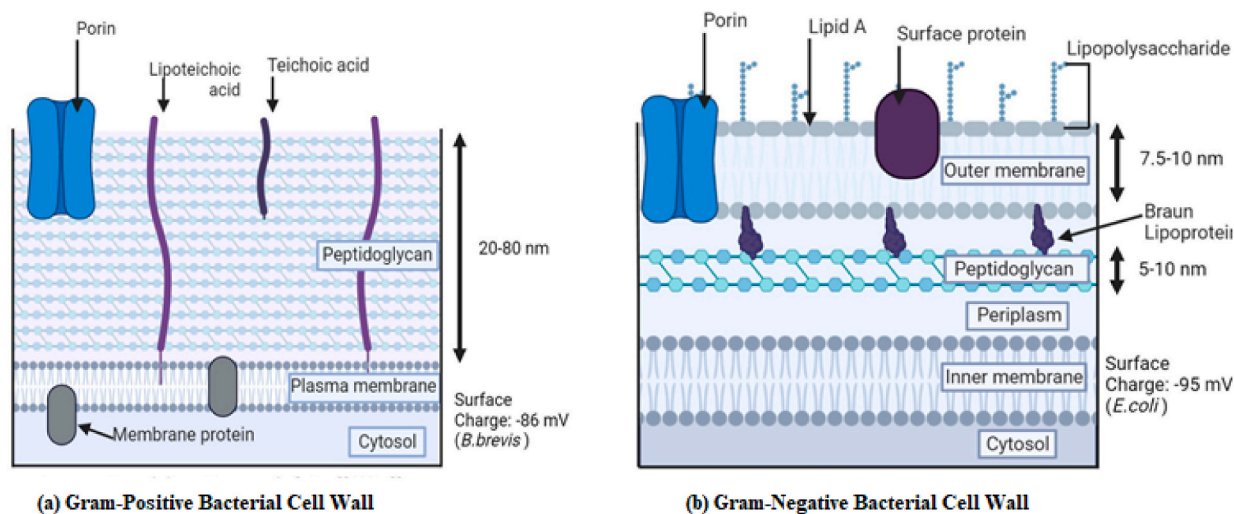 Porin
Lipoteichoic
acid
Teichoic acid
Peptidoglycan
20-80 nm
Plasma membrane
Membrane protein
Cytosol
Surface
Charge: -86 mV
(B.brevis)
(a) Gram-Positive Bacterial Cell Wall
Porin
Lipid A
Surface protein
Lipopolysaccharide
Outer membrane
7.5-10 nm
Braun
Lipoprotein
Peptidoglycan
5-10 nm
Periplasm
Inner membrane
Surface
Charge: -95 mV
(E.coli)
Cytosol
(b) Gram-Negative Bacterial Cell Wall